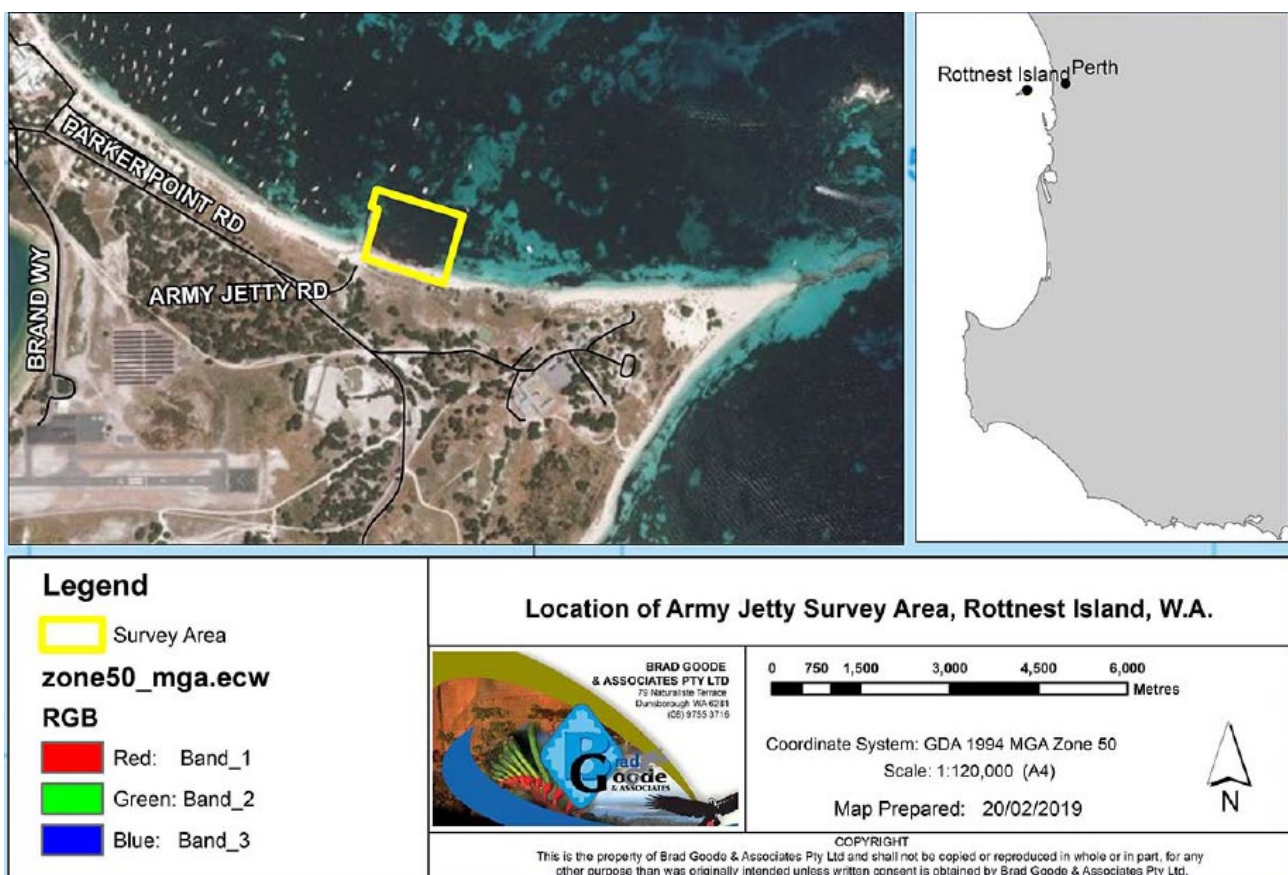 PARKER POINT RD
ARMY JETTY RD
BRAND WY
Rottnest Island
Perth
Legend
Survey Area
zone50_mga.ecw
RGB
Red: Band_1
Green: Band_2
Blue: Band_3
Location of Army Jetty Survey Area, Rottnest Island, W.A.
BRAD GOODE
& ASSOCIATES PTY LTD
79 Naturaliste Terrace
Dunsborough WA 6281
(08) 9755 3716
Brad
Goode
& ASSOCIATES
0 750 1,500 3,000 4,500 6,000
Metres
Coordinate System: GDA 1994 MGA Zone 50
Scale: 1:120,000 (A4)
Map Prepared: 20/02/2019
N
COPYRIGHT
This is the property of Brad Goode & Associates Pty Ltd and shall not be copied or reproduced in whole or in part, for any
other purpose than was originally intended unless written consent is obtained by Brad Goode & Associates Pty Ltd.